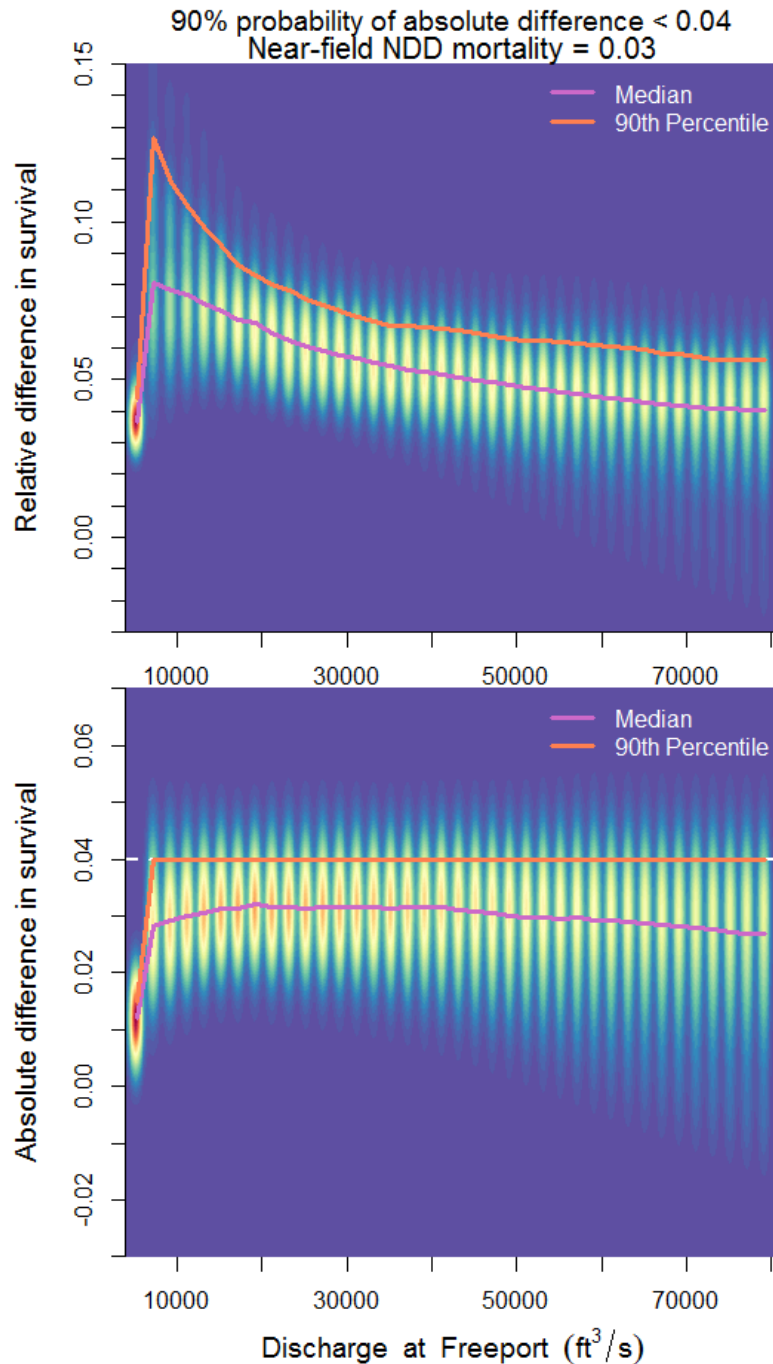 90% probability of absolute difference < 0.04
Near-field NDD mortality = 0.03
Relative difference in survival
0.15
0.10
0.05
0.00
Median
90th Percentile
10000 30000 50000 70000
Absolute difference in survival
0.06
0.04
0.02
0.00
-0.02
Median
90th Percentile
10000 30000 50000 70000
Discharge at Freeport (ft³/s)